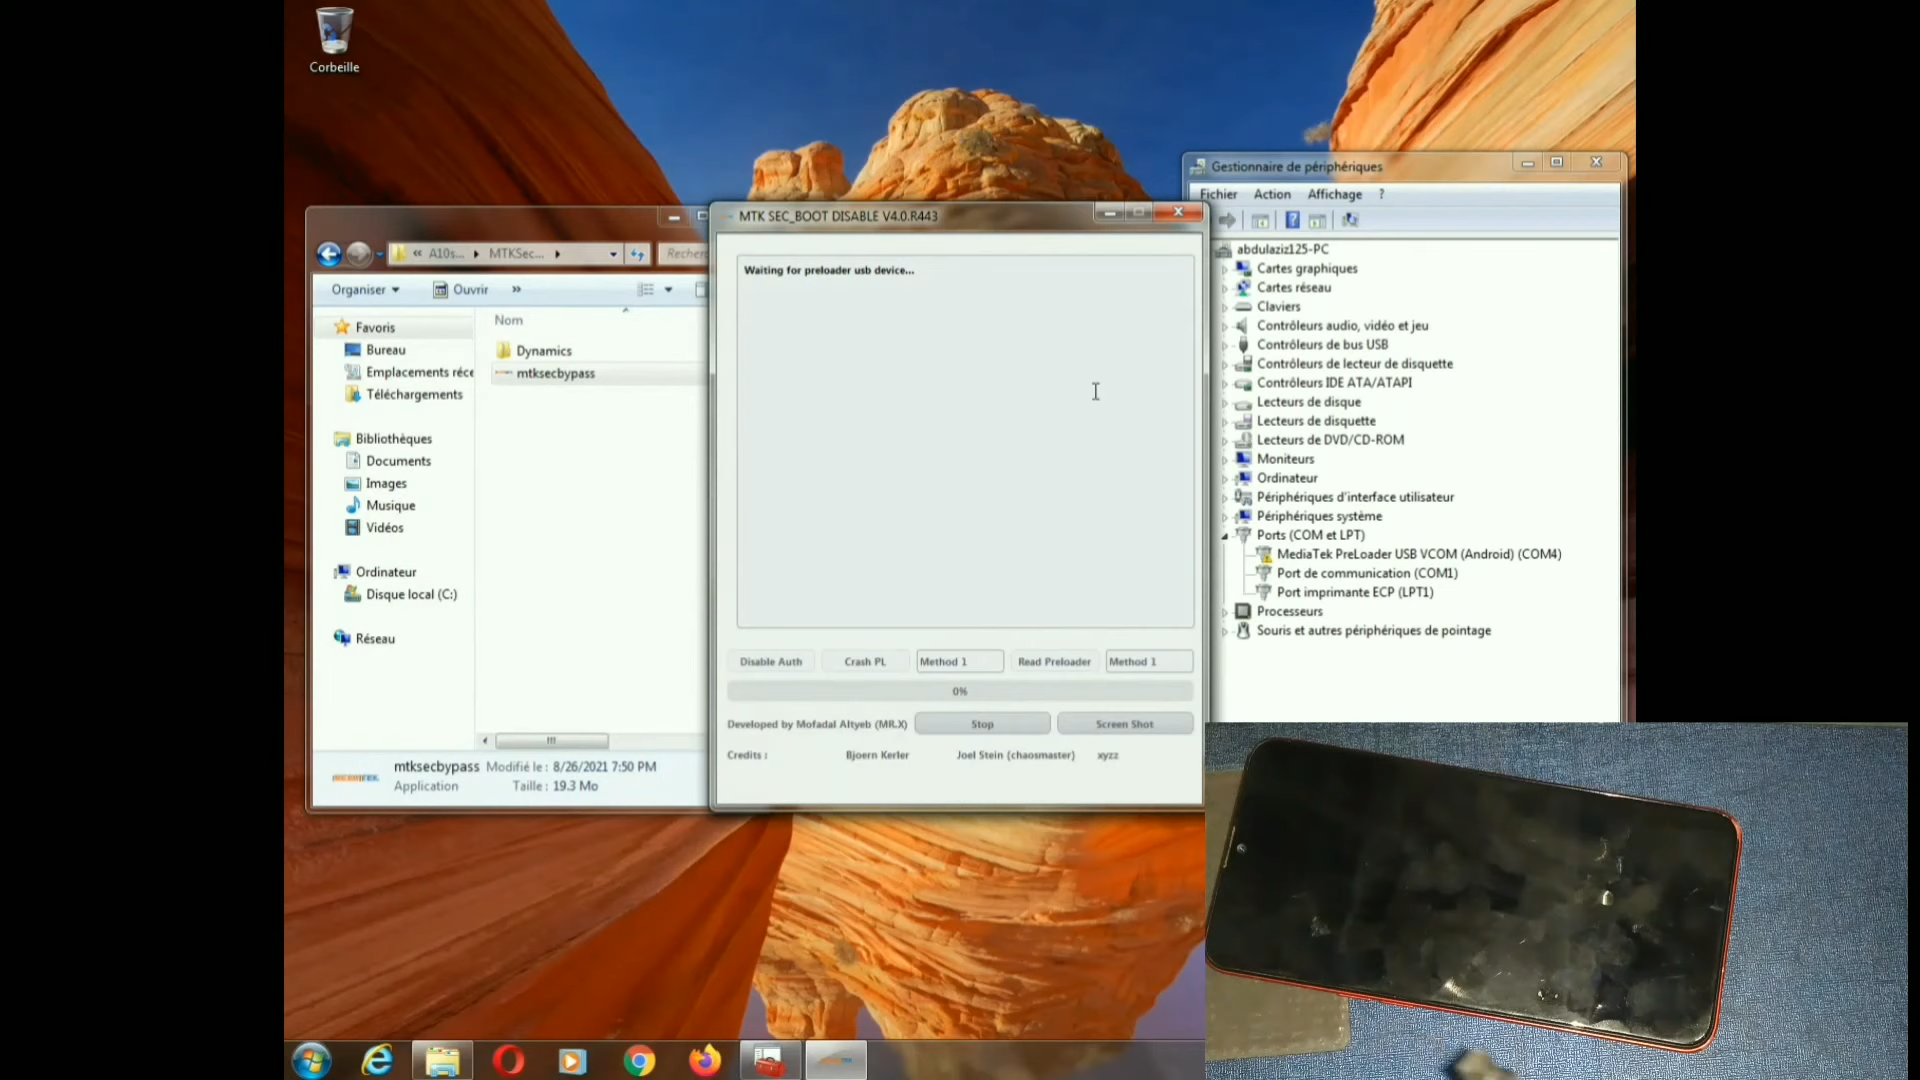 Corbeille
« A10s... ▸ MTKSec... ▸
Recher
Organiser
Ouvrir
»
Favoris
Bureau
Emplacements réce
Téléchargements
Bibliothèques
Documents
Images
Musique
Vidéos
Ordinateur
Disque local (C:)
Réseau
Nom
Dynamics
mtksecbypass
mtksecbypass Modifié le : 8/26/2021 7:50 PM
Application Taille : 19.3 Mo
MTK SEC_BOOT DISABLE V4.0.R443
Waiting for preloader usb device...
Disable Auth Crash PL Method 1 Read Preloader Method 1
0%
Developed by Mofadal Altyeb (MR.X) Stop Screen Shot
Credits : Bjoern Kerler Joel Stein (chaosmaster) xyzz
Gestionnaire de périphériques
Fichier Action Affichage ?
abdulaziz125-PC
Cartes graphiques
Cartes réseau
Claviers
Contrôleurs audio, vidéo et jeu
Contrôleurs de bus USB
Contrôleurs de lecteur de disquette
Contrôleurs IDE ATA/ATAPI
Lecteurs de disque
Lecteurs de disquette
Lecteurs de DVD/CD-ROM
Moniteurs
Ordinateur
Périphériques d'interface utilisateur
Périphériques système
Ports (COM et LPT)
MediaTek PreLoader USB VCOM (Android) (COM4)
Port de communication (COM1)
Port imprimante ECP (LPT1)
Processeurs
Souris et autres périphériques de pointage